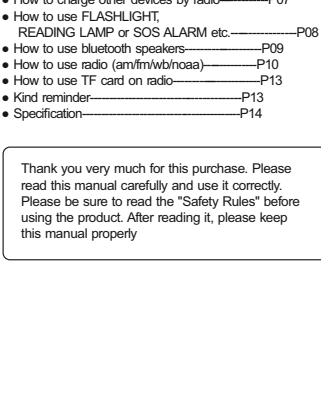 ● How to charge other devices by radio-----------P07
● How to use FLASHLIGHT,
READING LAMP or SOS ALARM etc.-----------------P08
● How to use bluetooth speakers-------------------P09
● How to use radio (am/fm/wb/noaa)-------------P10
● How to use TF card on radio---------------------P13
● Kind reminder--------------------------------------P13
● Specification---------------------------------------P14
Thank you very much for this purchase. Please
read this manual carefully and use it correctly.
Please be sure to read the "Safety Rules" before
using the product. After reading it, please keep
this manual properly